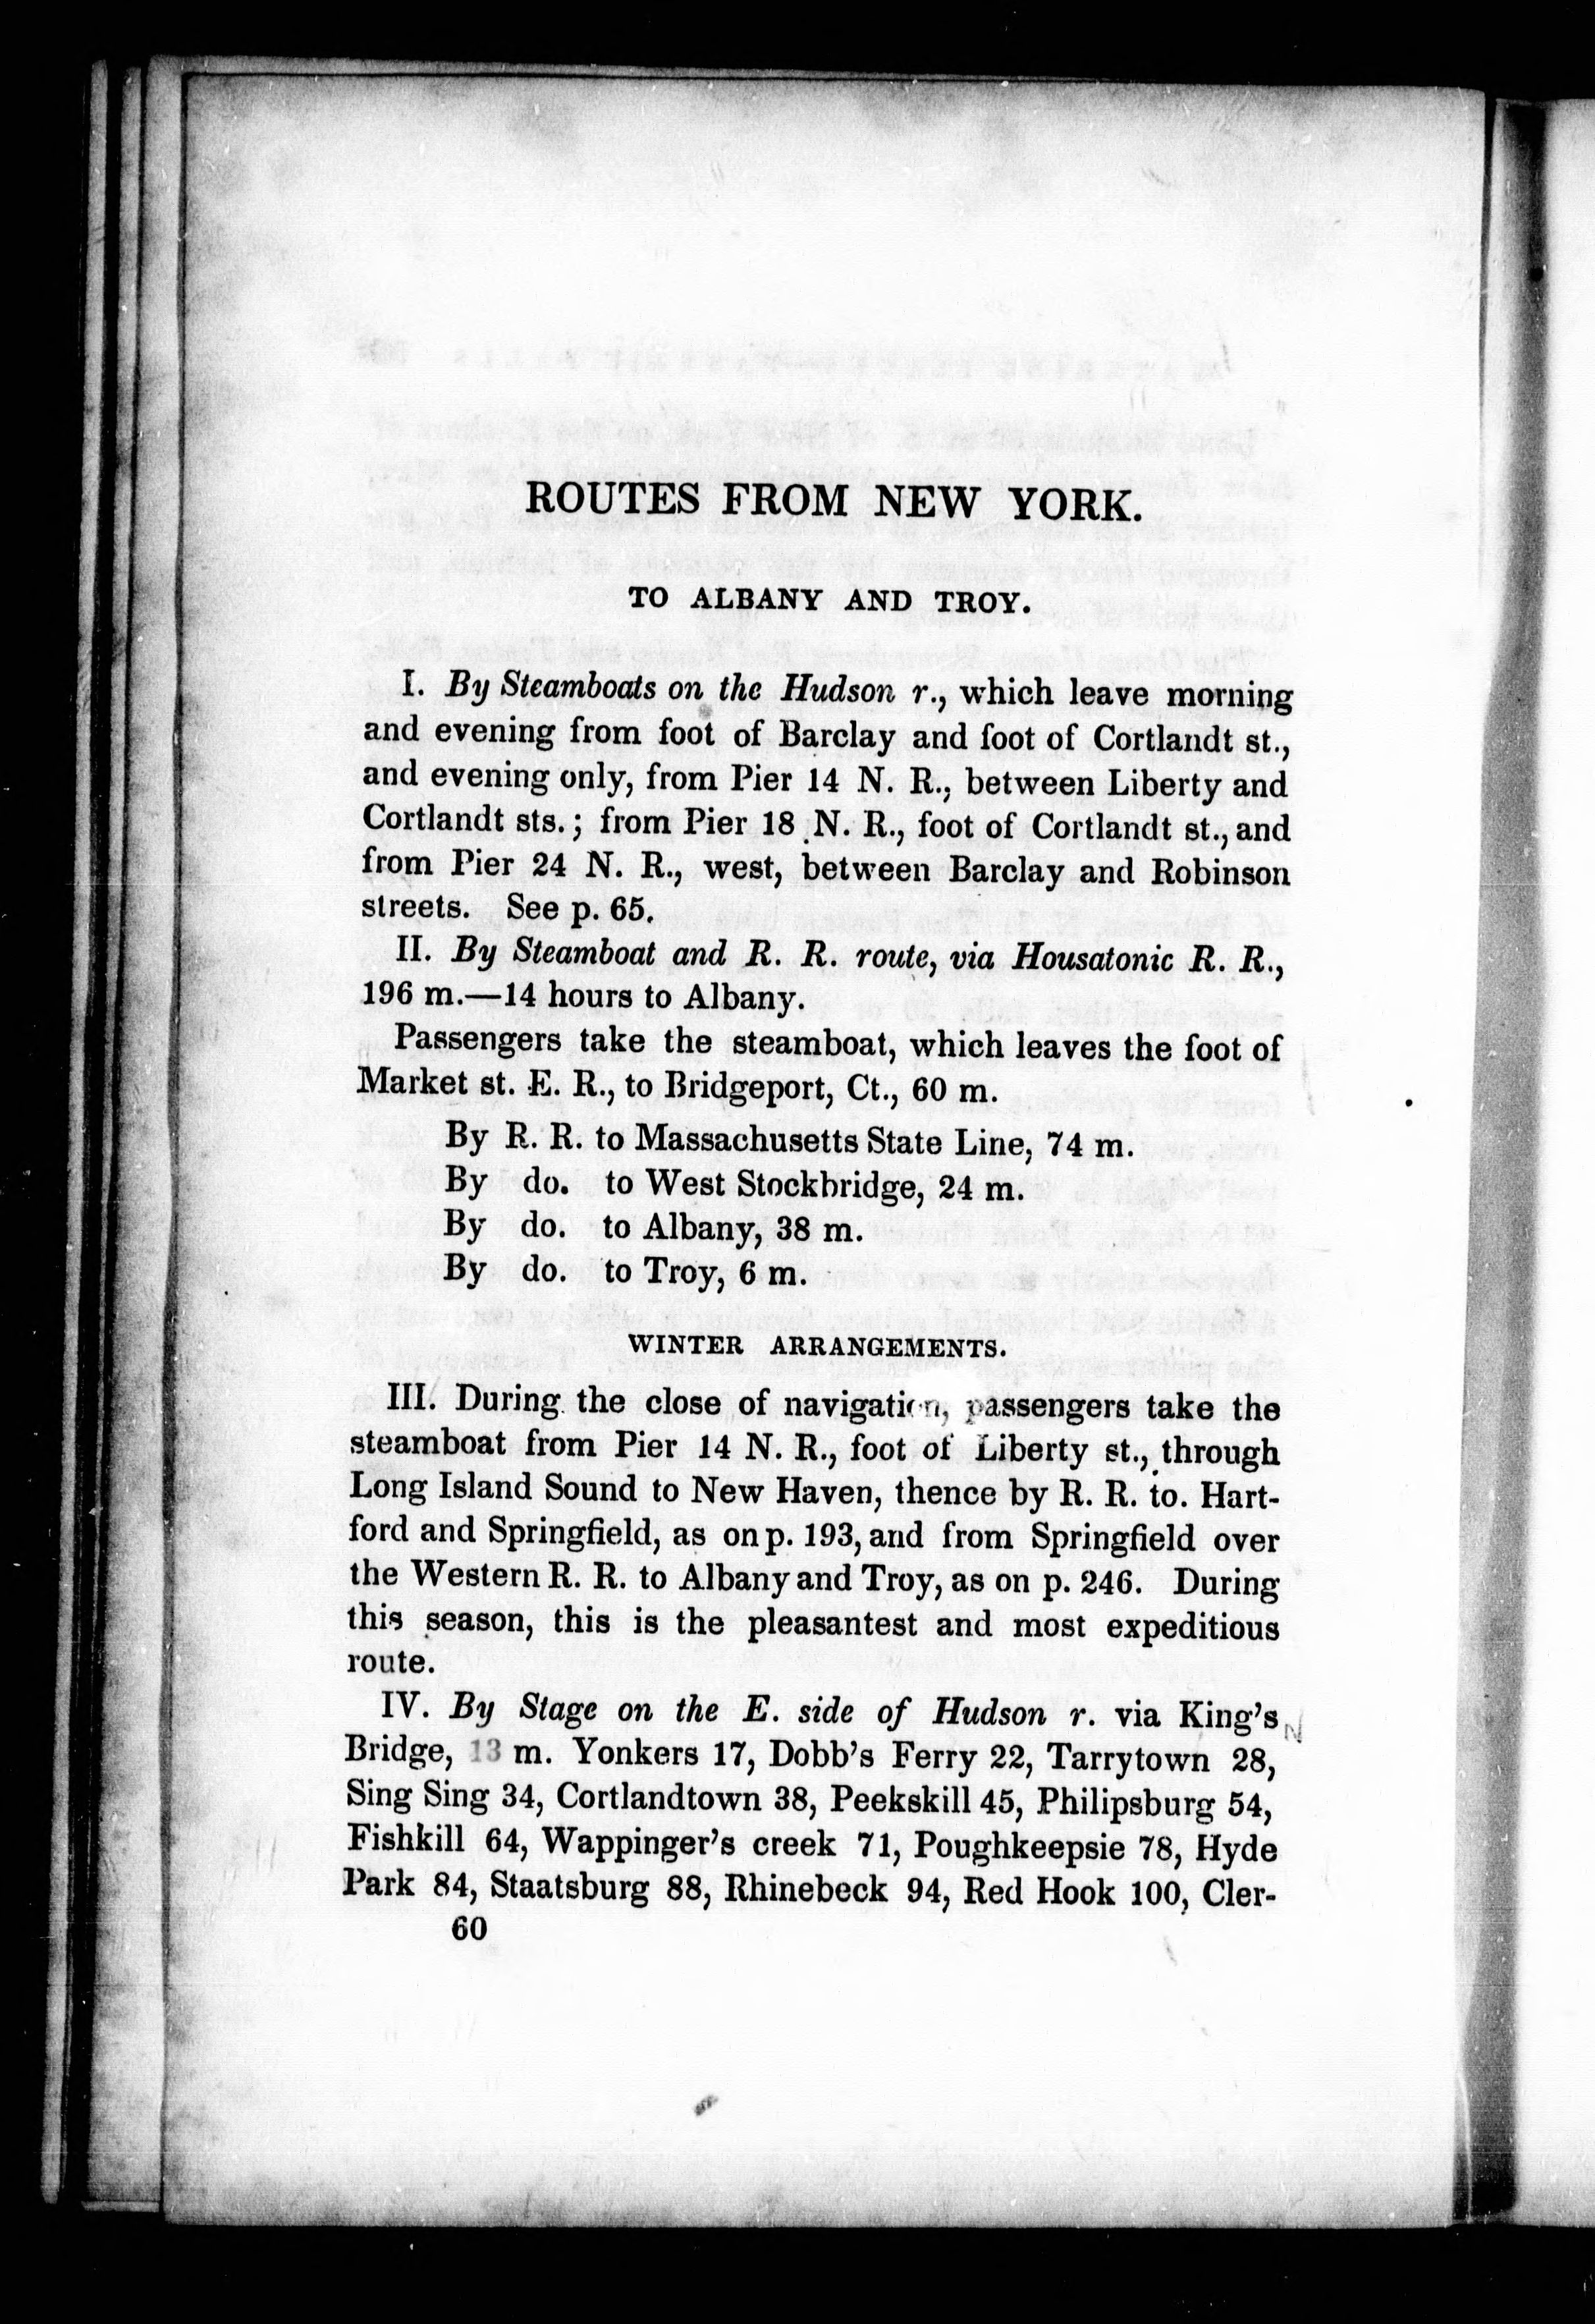 ROUTES FROM NEW YORK.
TO ALBANY AND TROY.
I. By Steamboats on the Hudson r., which leave morning
and evening from foot of Barclay and foot of Cortlandt st.,
and evening only, from Pier 14 N. R., between Liberty and
Cortlandt sts.; from Pier 18 N. R., foot of Cortlandt st., and
from Pier 24 N. R., west, between Barclay and Robinson
streets. See p. 65.
II. By Steamboat and R. R. route, via Housatonic R. R.,
196 m.—14 hours to Albany.
Passengers take the steamboat, which leaves the foot of
Market st. E. R., to Bridgeport, Ct., 60 m.
By R. R. to Massachusetts State Line, 74 m.
By do. to West Stockbridge, 24 m.
By do. to Albany, 38 m.
By do. to Troy, 6 m.
WINTER ARRANGEMENTS.
III. During the close of navigation, passengers take the
steamboat from Pier 14 N. R., foot of Liberty st., through
Long Island Sound to New Haven, thence by R. R. to. Hart-
ford and Springfield, as on p. 193, and from Springfield over
the Western R. R. to Albany and Troy, as on p. 246. During
this season, this is the pleasantest and most expeditious
route.
IV. By Stage on the E. side of Hudson r. via King's
Bridge, 13 m. Yonkers 17, Dobb's Ferry 22, Tarrytown 28,
Sing Sing 34, Cortlandtown 38, Peekskill 45, Philipsburg 54,
Fishkill 64, Wappinger's creek 71, Poughkeepsie 78, Hyde
Park 84, Staatsburg 88, Rhinebeck 94, Red Hook 100, Cler-
60